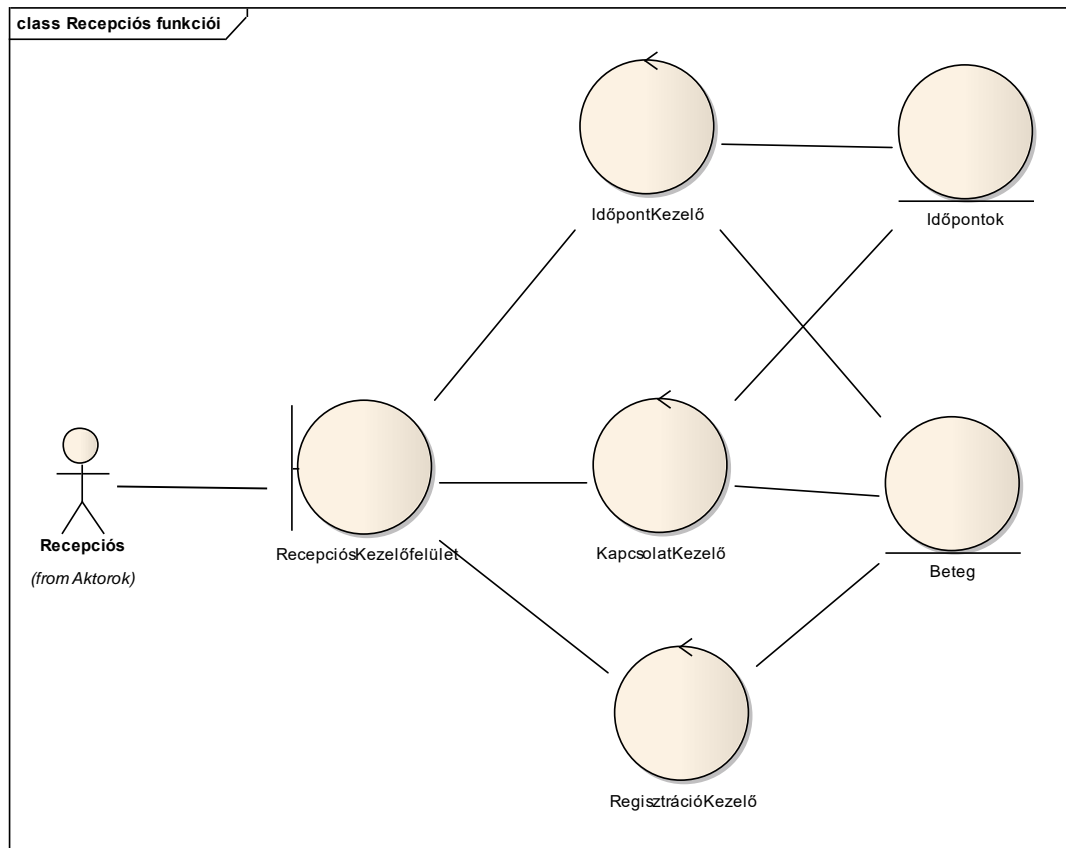 class Recepciós funkciói
IdőpontKezelő
Időpontok
Recepciós
(from Aktorok)
RecepciósKezelőfelület
KapcsolatKezelő
Beteg
RegisztrációKezelő